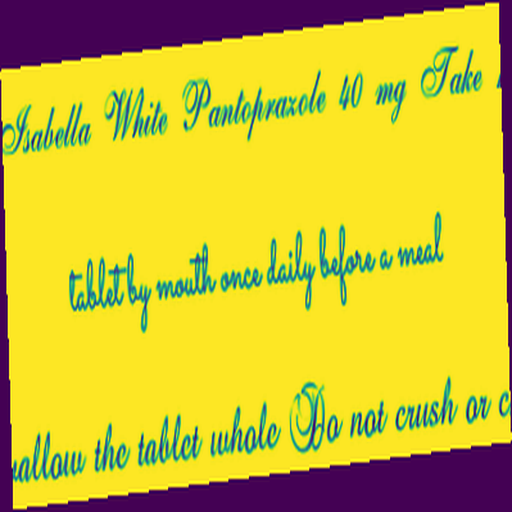 Isabella White Pantoprazole 40 mg Take
tablet by mouth once daily before a meal
the tablet whole Do not crush or